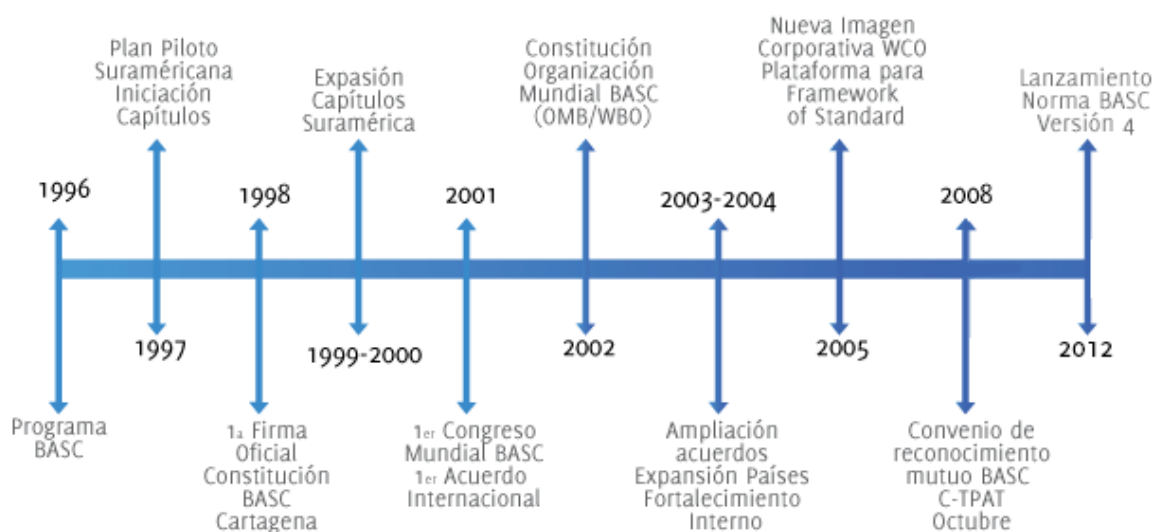 1996
Programa
BASC
Plan Piloto
Suraméricana
Iniciación
Capítulos
1997
1998
1a Firma
Oficial
Constitución
BASC
Cartagena
Expasión
Capítulos
Suramérica
1999-2000
2001
1er Congreso
Mundial BASC
1er Acuerdo
Internacional
Constitución
Organización
Mundial BASC
(OMB/WBO)
2002
2003-2004
Ampliación
acuerdos
Expansión Países
Fortalecimiento
Interno
Nueva Imagen
Corporativa WCO
Plataforma para
Framework
of Standard
2005
2008
Convenio de
reconocimiento
mutuo BASC
C-TPAT
Octubre
Lanzamiento
Norma BASC
Versión 4
2012